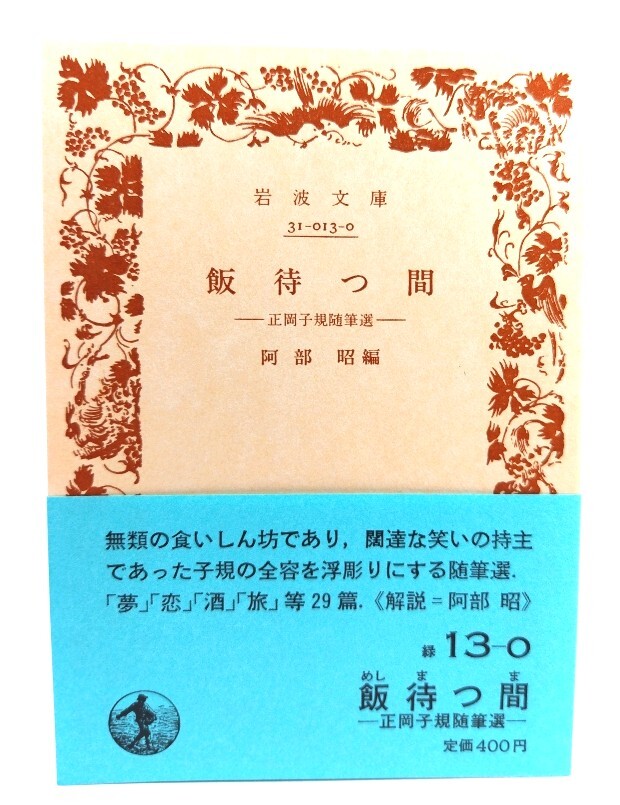 岩波文庫
31-013-0
飯待つ間
―正岡子規随筆選―
阿部 昭編
無類の食いしん坊であり, 闊達な笑いの持主
であった子規の全容を浮彫りにする随筆選.
「夢」「恋」「酒」「旅」等29篇.《解説=阿部 昭》
緑 13-0
めし ま ま
飯待つ間
―正岡子規随筆選―
定価400円